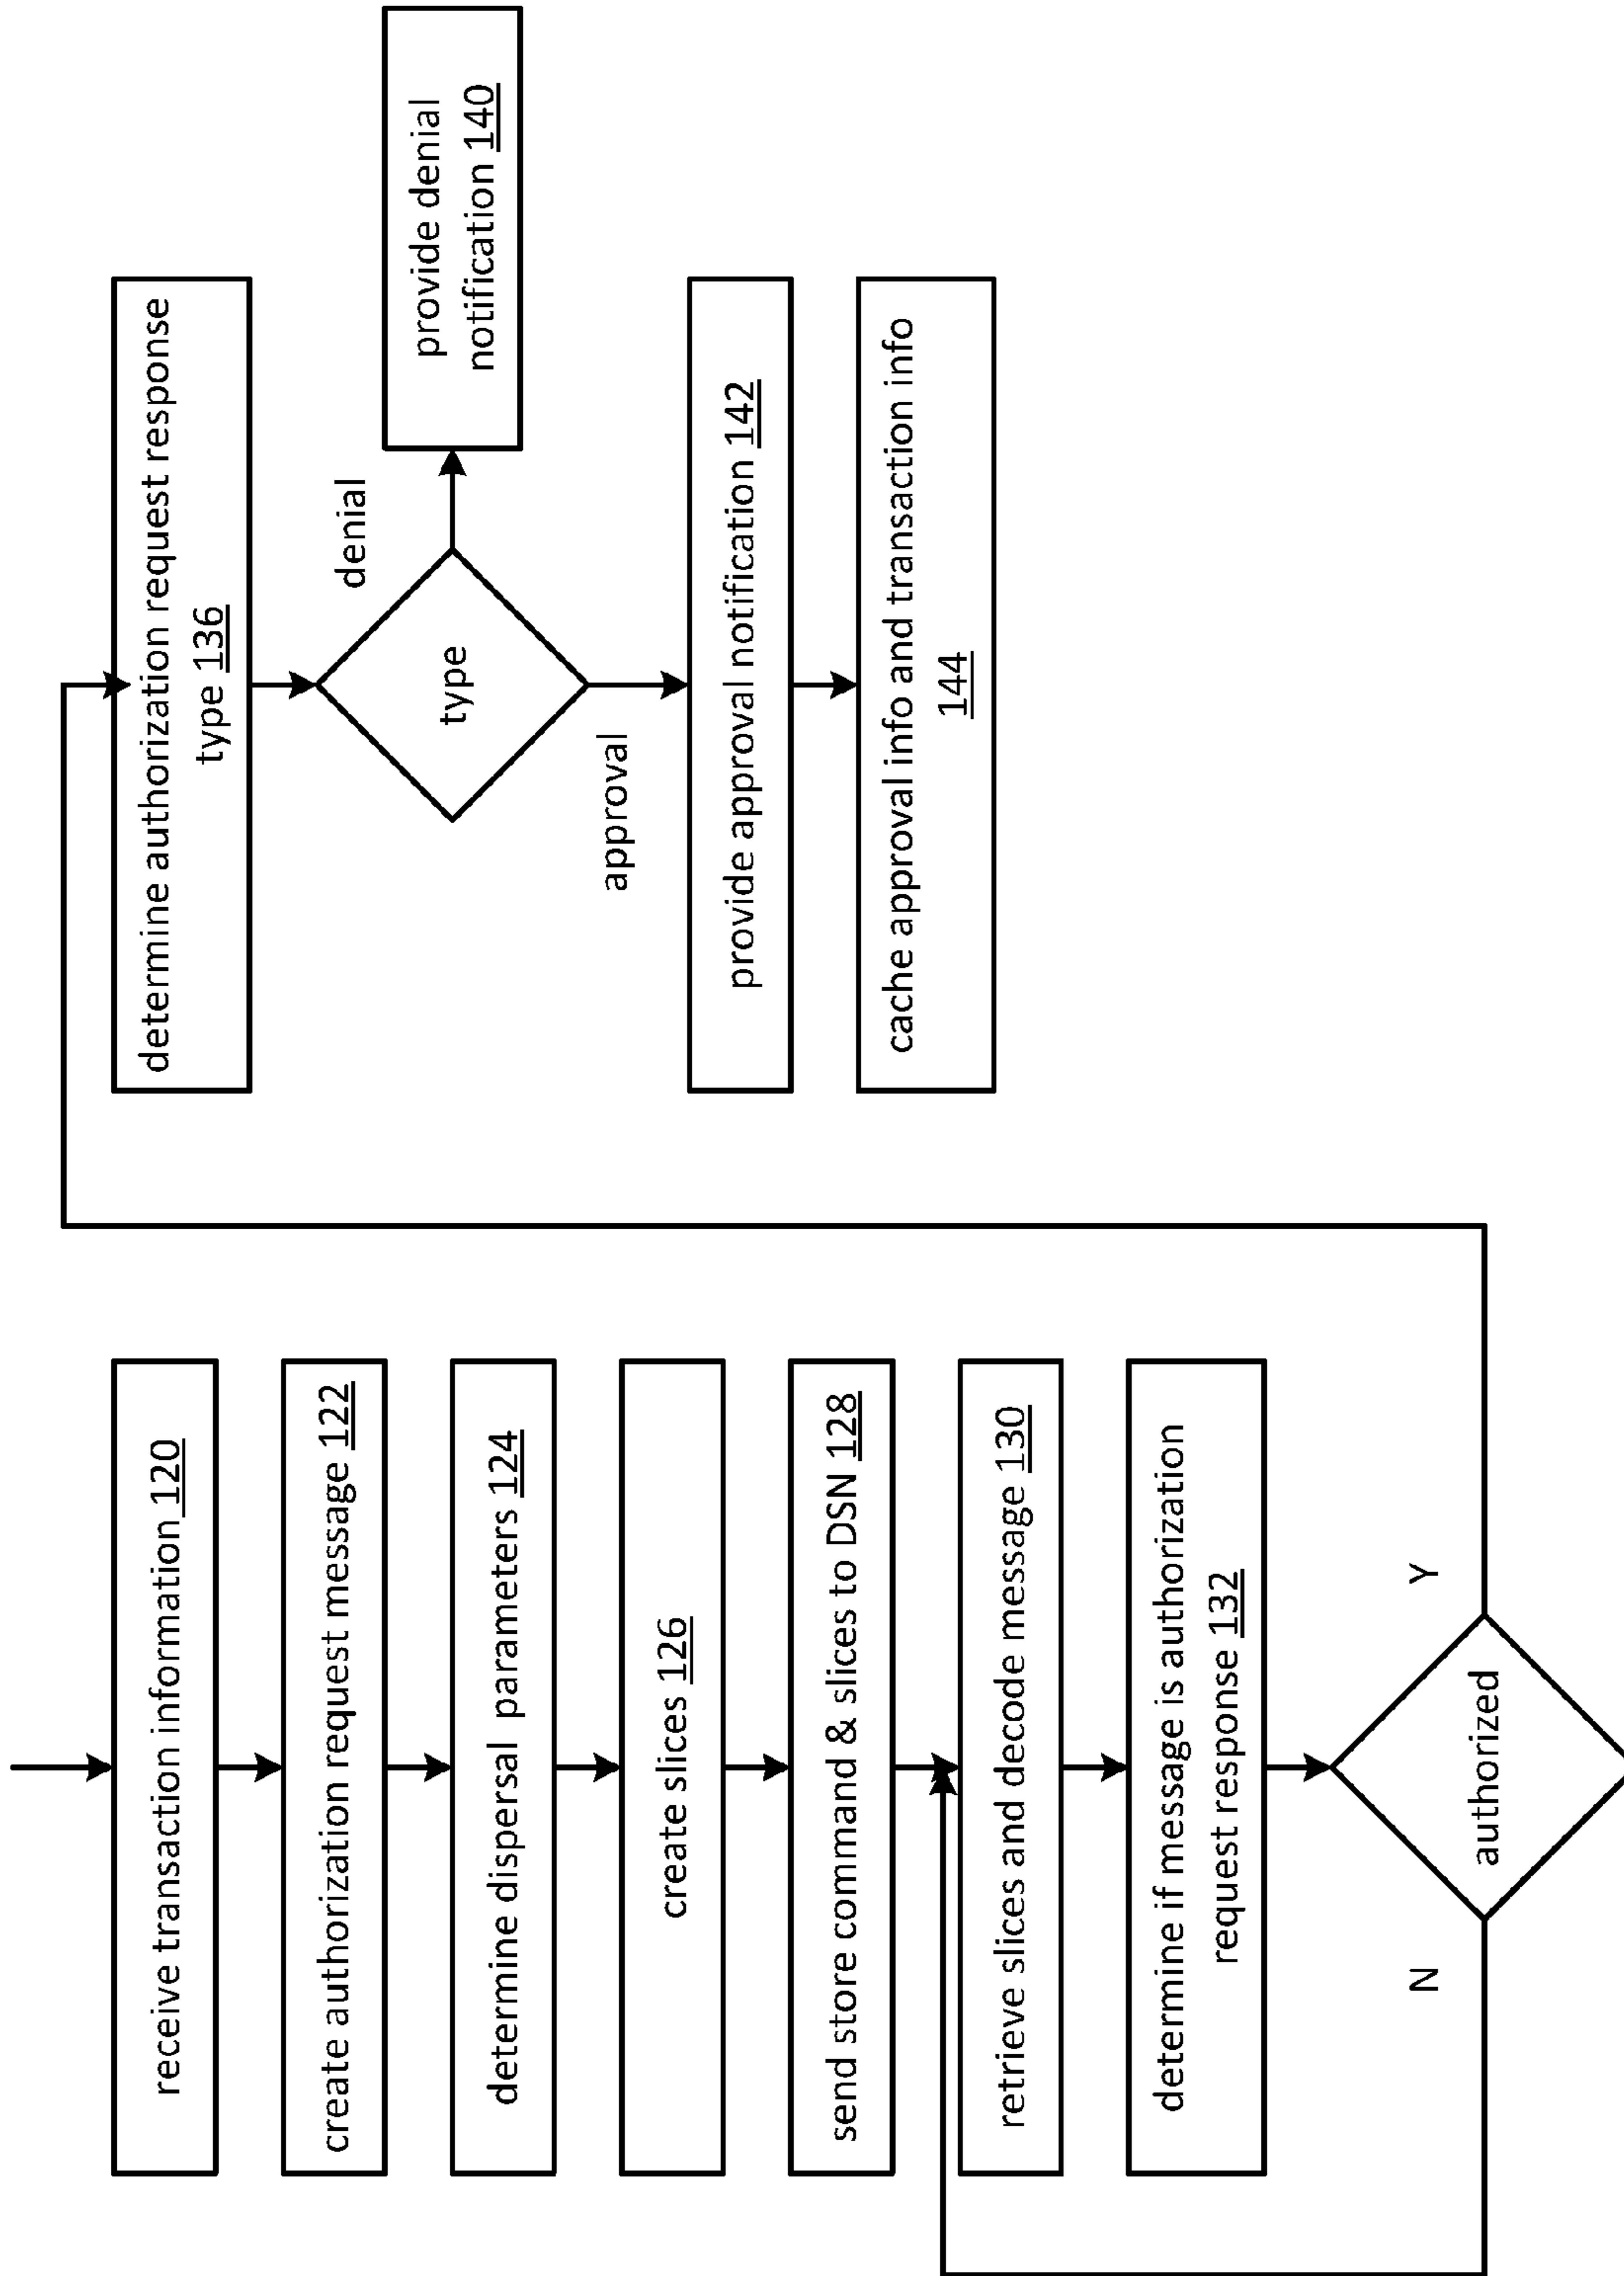 receive transaction information 120
create authorization request message 122
determine dispersal parameters 124
create slices 126
send store command & slices to DSN 128
retrieve slices and decode message 130
determine if message is authorization
request response 132
authorized
N
Y
determine authorization request response
type 136
type
denial
provide denial
notification 140
approval
provide approval notification 142
cache approval info and transaction info
144